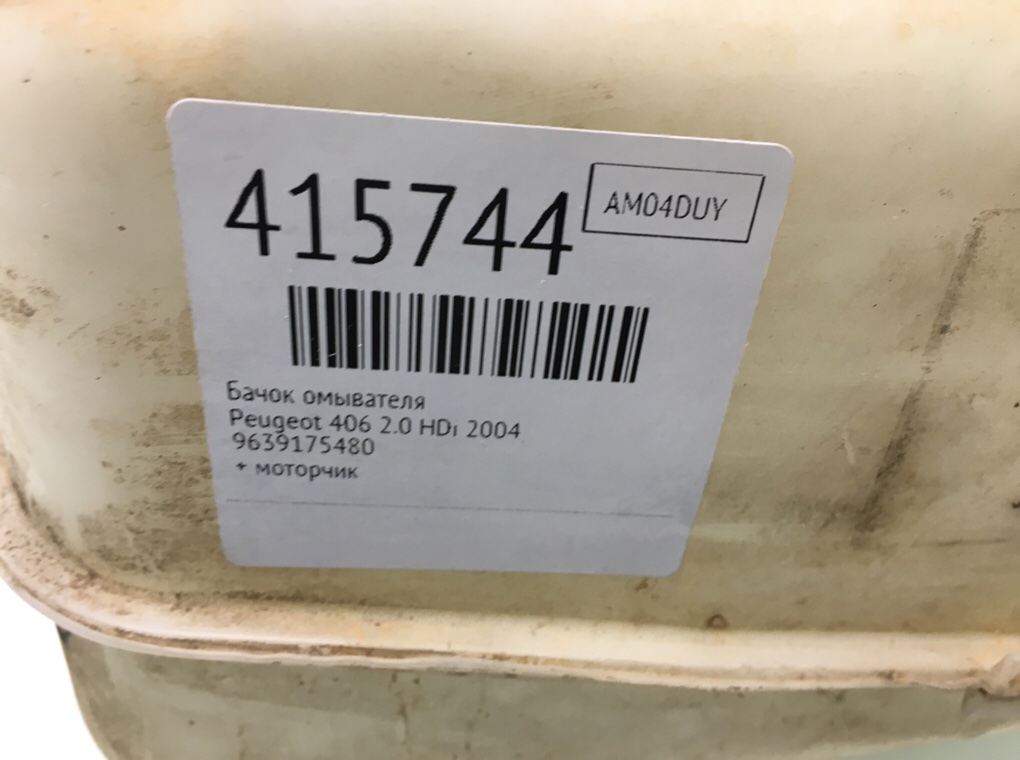 415744
AM04DUY
Бачок омывателя
Peugeot 406 2.0 HDi 2004
9639175480
+ моторчик